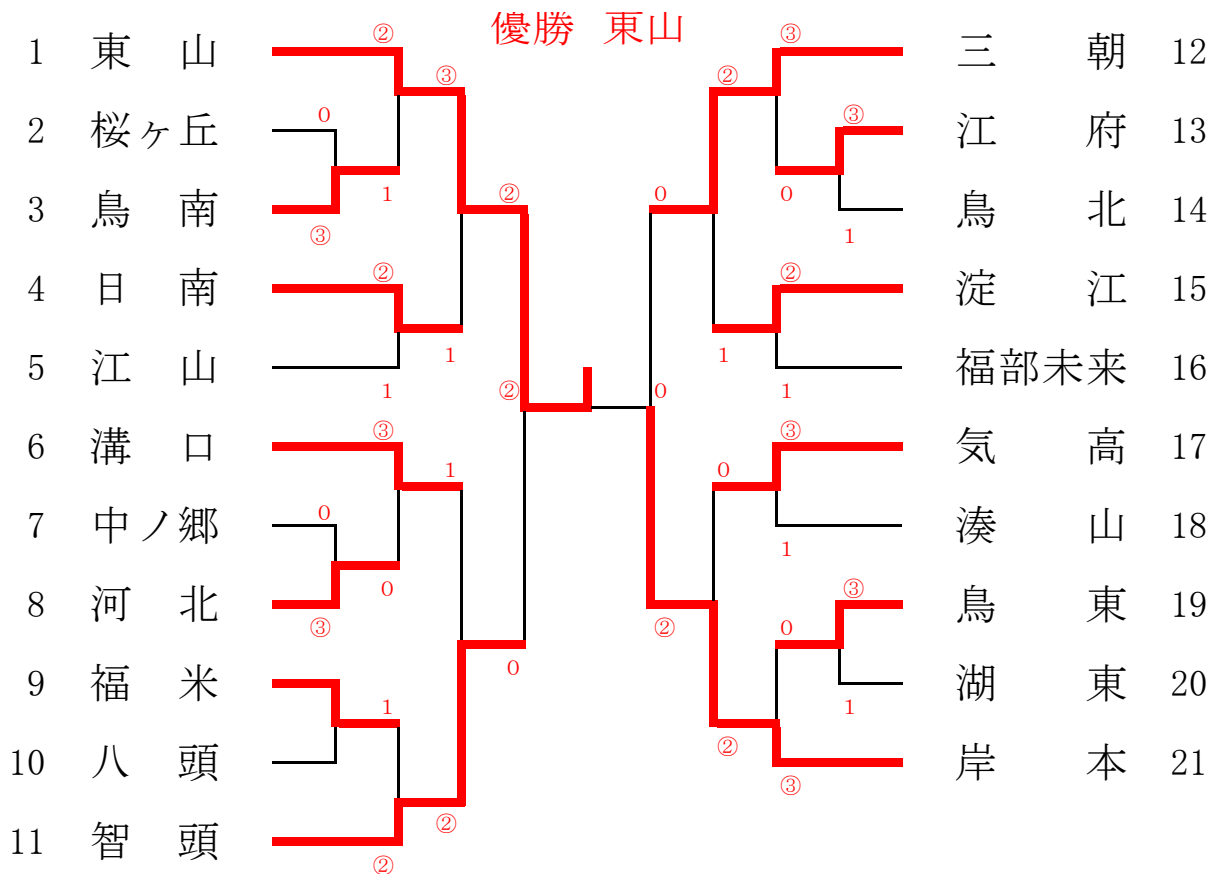 優勝 東山
1 東山
2 桜ヶ丘
3 鳥南
4 日南
5 江山
6 溝口
7 中ノ郷
8 河北
9 福米
10 八頭
11 智頭
② 
③
0
1
③
②
②
1
1
②
③
1
0
0
③
0
1
②
②
三朝 12
江府 13
鳥北 14
淀江 15
福部未来 16
気高 17
湊山 18
鳥東 19
湖東 20
岸本 21
③
②
③
0
0
1
②
1
1
0
③
0
1
②
③
0
1
②
③